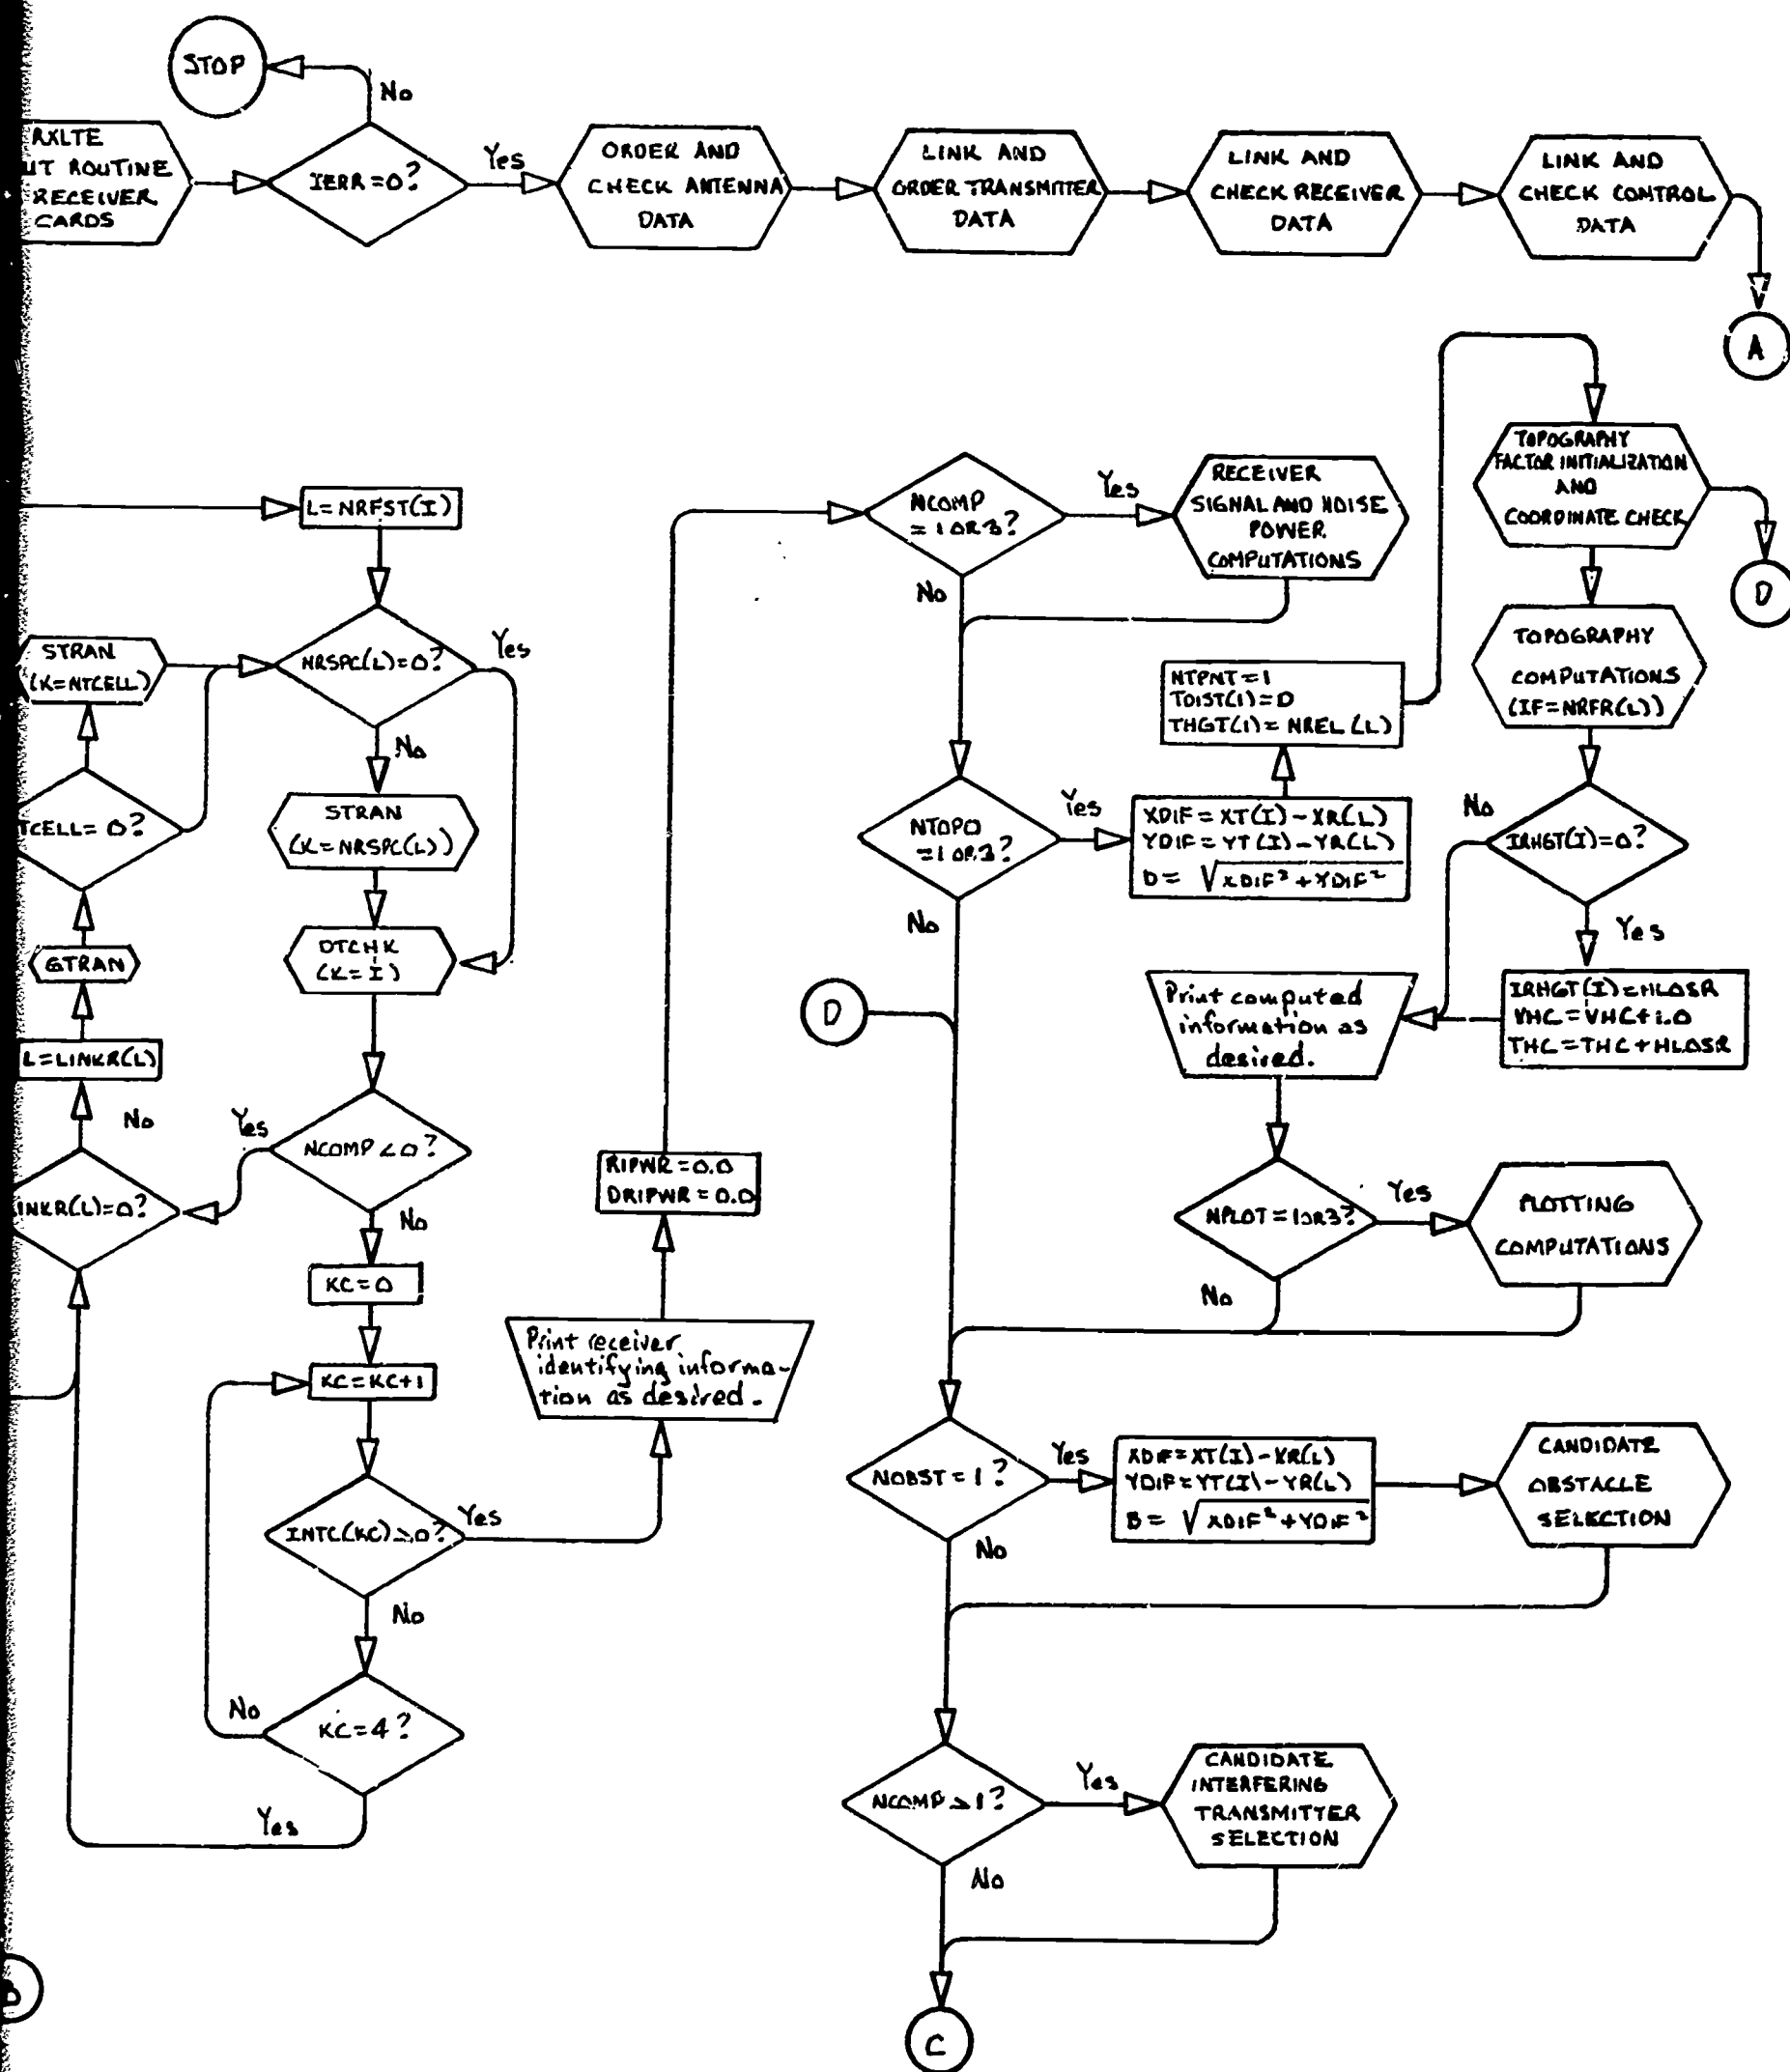 STOP
No
RXLTE
UT ROUTINE
RECEIVER
CARDS
IERR=0?
Yes
ORDER AND
CHECK ANTENNA
DATA
LINK AND
ORDER TRANSMITTER
DATA
LINK AND
CHECK RECEIVER
DATA
LINK AND
CHECK CONTROL
DATA
A
L=NRFST(I)
NRSPC(L)=0?
Yes
No
STRAN
(K=NTCELL)
STRAN
(K=NRSPC(L))
TCELL=0?
DTCHK
(K=I)
GTRAN
L=LINKR(L)
No
INKR(L)=0?
Yes
NCOMP<0?
No
KC=0
KC=KC+1
INTC(KC)≥0?
Yes
No
KC=4?
No
Yes
Print receiver
identifying informa-
tion as desired.
RIPWR=0.0
DRIPWR=0.0
NCOMP
=1 OR 3?
Yes
No
RECEIVER
SIGNAL AND NOISE
POWER
COMPUTATIONS
NTOPO
=1 OR 3?
Yes
No
XDIF=XT(I)-XR(L)
YDIF=YT(I)-YR(L)
D=√XDIF²+YDIF²
NTPNT=1
TDIST(1)=D
THGT(1)=NREL(L)
TOPOGRAPHY
FACTOR INITIALIZATION
AND
COORDINATE CHECK
D
TOPOGRAPHY
COMPUTATIONS
(IF=NRFR(L))
IRHGT(I)=0?
No
Yes
IRHGT(I)=HLOSR
VHC=VHC+1.0
THC=THC+HLOSR
Print computed
information as
desired.
D
NPLOT=1OR3?
Yes
No
PLOTTING
COMPUTATIONS
NOBST=1?
Yes
No
XDIF=XT(I)-XR(L)
YDIF=YT(I)-YR(L)
D=√XDIF²+YDIF²
CANDIDATE
OBSTACLE
SELECTION
NCOMP>1?
Yes
No
CANDIDATE
INTERFERING
TRANSMITTER
SELECTION
C